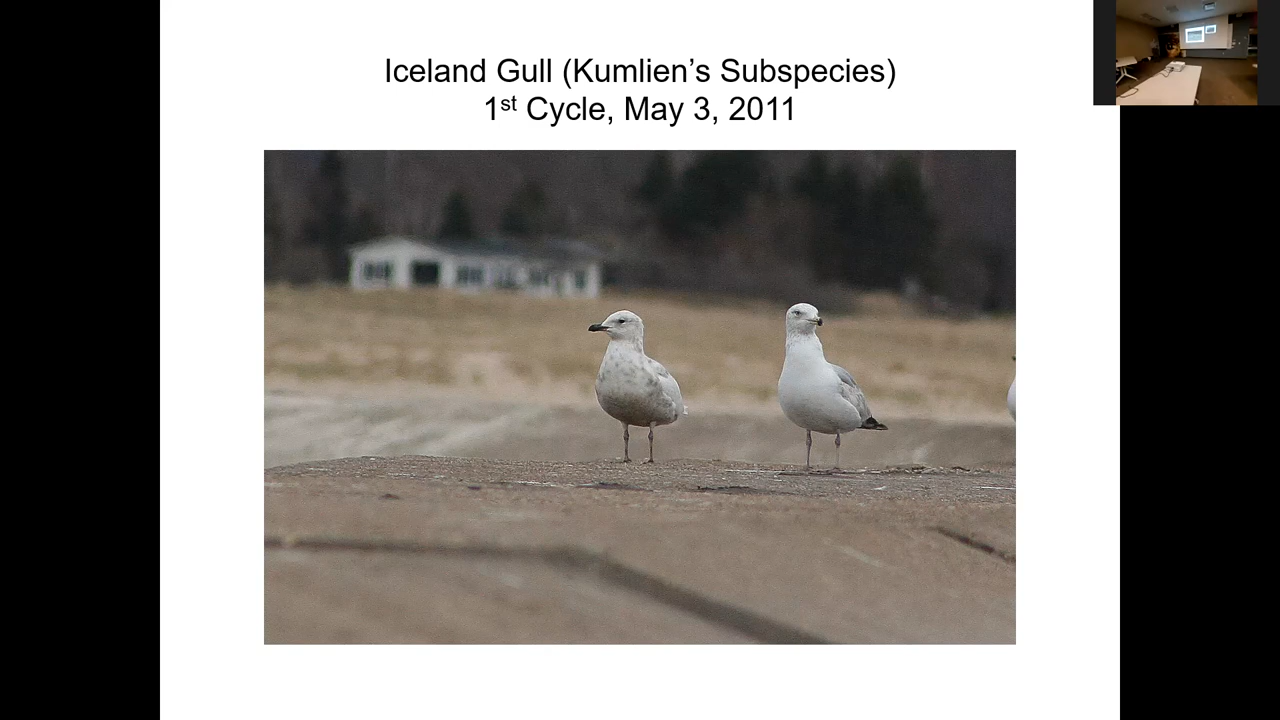 Iceland Gull (Kumlien’s Subspecies)
1st Cycle, May 3, 2011